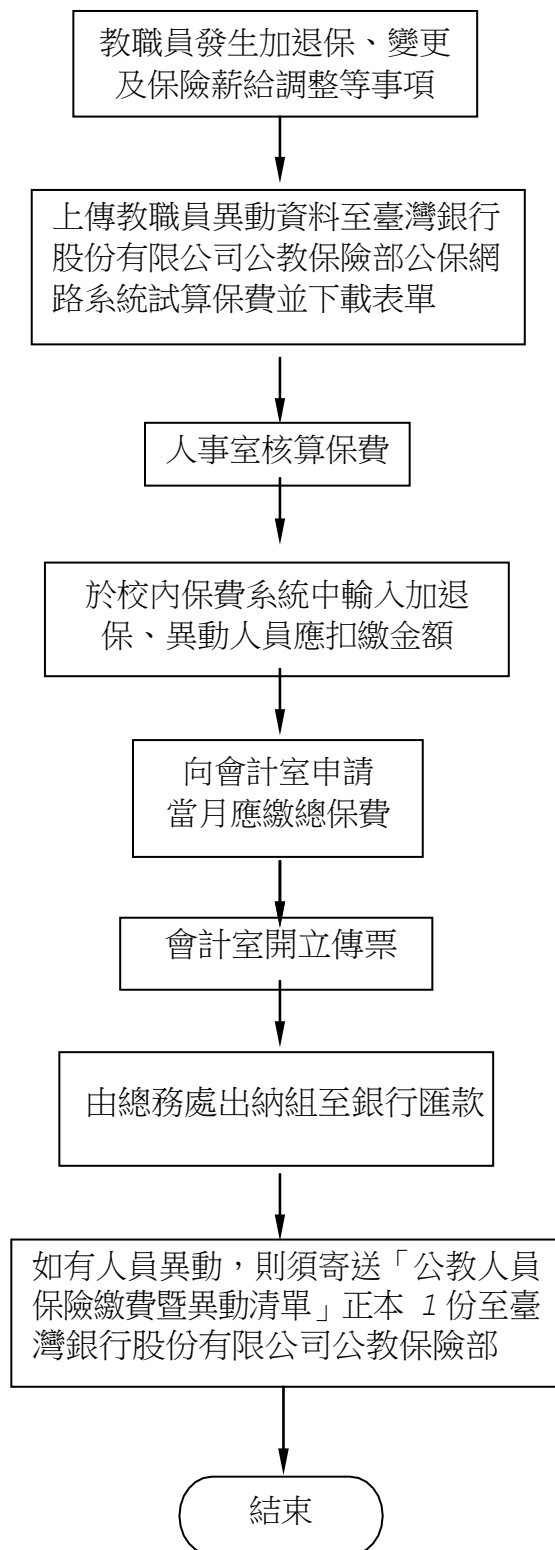 教職員發生加退保、變更
及保險薪給調整等事項
上傳教職員異動資料至臺灣銀行
股份有限公司公教保險部公保網
路系統試算保費並下載表單
人事室核算保費
於校內保費系統中輸入加退
保、異動人員應扣繳金額
向會計室申請
當月應繳總保費
會計室開立傳票
由總務處出納組至銀行匯款
如有人員異動，則須寄送「公教人員
保險繳費暨異動清單」正本 1 份至臺
灣銀行股份有限公司公教保險部
結束